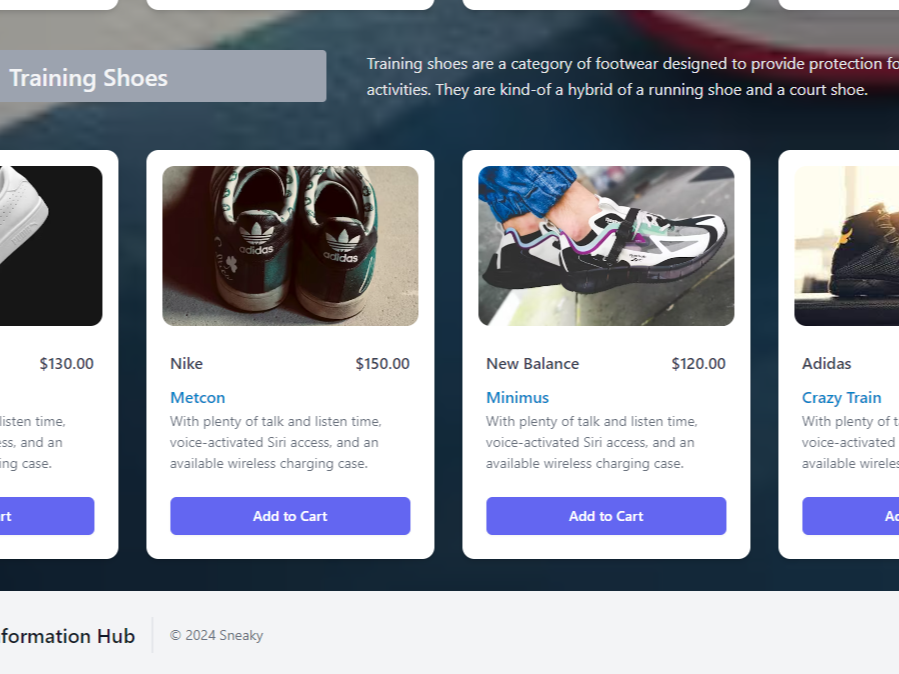 Training Shoes
Training shoes are a category of footwear designed to provide protection fo
activities. They are kind-of a hybrid of a running shoe and a court shoe.
adidas
adidas
$130.00
Nike $150.00
New Balance $120.00
Adidas
Metcon
Minimus
Crazy Train
listen time,
With plenty of talk and listen time,
With plenty of talk and listen time,
With plenty of t
ess, and an
voice-activated Siri access, and an
voice-activated Siri access, and an
voice-activated
ing case.
available wireless charging case.
available wireless charging case.
available wireles
rt
Add to Cart
Add to Cart
Ad
formation Hub
© 2024 Sneaky